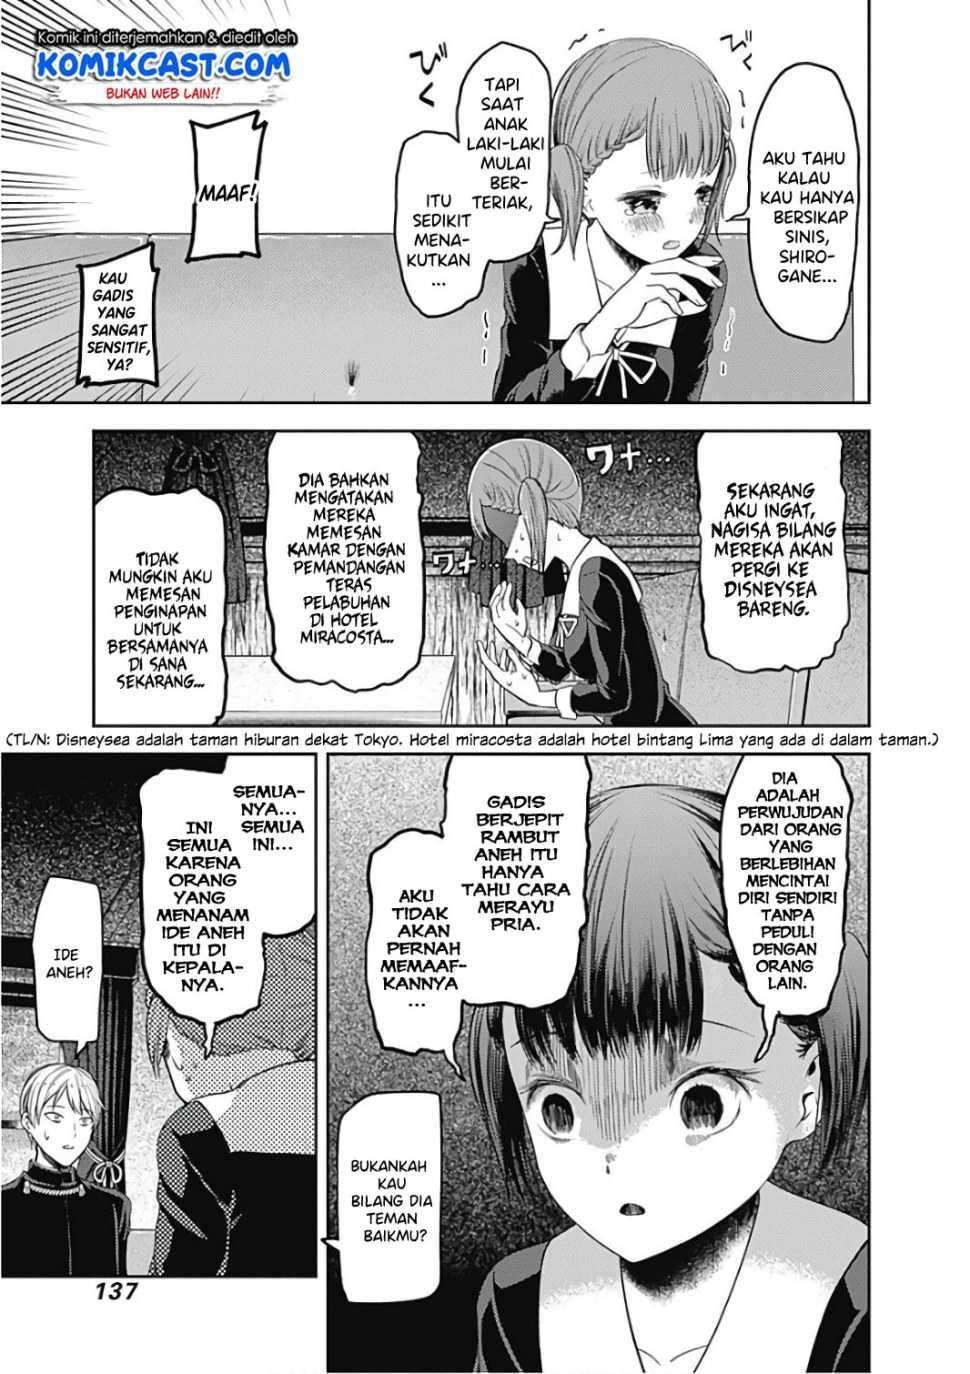 Komik ini diterjemahkan & diedit oleh
KOMIKCAST.COM
BUKAN WEB LAIN!!
AKU TAHU
KALAU
KAU HANYA
BERSIKAP
SINIS,
SHIRO-
GANE...
びく
びく
TAPI
SAAT
ANAK
LAKI-LAKI
MULAI
BER-
TERIAK,
ITU
SEDIKIT
MENA-
KUTKAN
...
MAAF!
KAU
GADIS
YANG
SANGAT
SENSITIF,
YA?
SEKARANG
AKU INGAT,
NAGISA BILANG
MEREKA AKAN
PERGI KE
DISNEYSEA
BARENG.
ワナ...
ワナ...
DIA BAHKAN
MENGATAKAN
MEREKA
MEMESAN
KAMAR DENGAN
PEMANDANGAN
TERAS
PELABUHAN
DI HOTEL
MIRACOSTA...
TIDAK
MUNGKIN AKU
MEMESAN
PENGINAPAN
UNTUK
BERSAMANYA
DI SANA
SEKARANG...
(TL/N: Disneysea adalah taman hiburan dekat Tokyo. Hotel miracosta adalah hotel bintang Lima yang ada di dalam taman.)
DIA
ADALAH
PERWUJUDAN
DARI ORANG
YANG
BERLEBIHAN
MENCINTAI
DIRI SENDIRI
TANPA
PEDULI
DENGAN
ORANG
LAIN.
GADIS
BERJEPIT
RAMBUT
ANEH ITU
HANYA
TAHU CARA
MERAYU
PRIA.
AKU
TIDAK
AKAN
PERNAH
MEMAAF-
KANNYA
...
BUKANKAH
KAU
BILANG DIA
TEMAN
BAIKMU?
SEMUA-
NYA...
SEMUA
INI...
INI
SEMUA
KARENA
ORANG
YANG
MENANAM
IDE ANEH
ITU DI
KEPALA-
NYA.
IDE
ANEH?
137